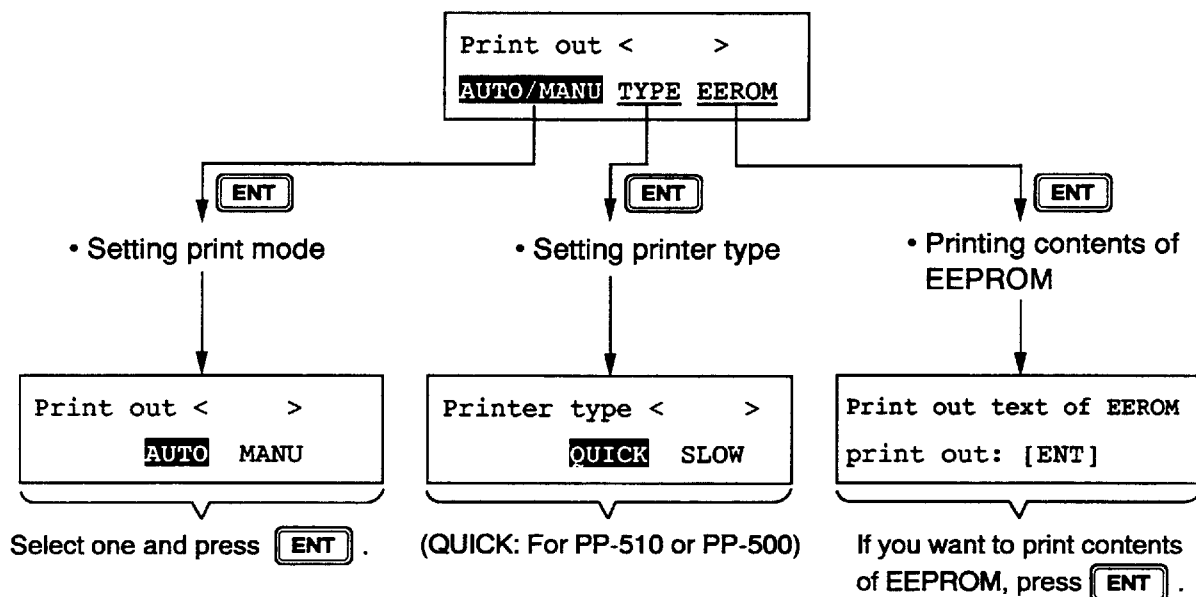 Print out <      >
AUTO/MANU TYPE EEROM
ENT
ENT
ENT
• Setting print mode
• Setting printer type
• Printing contents of
EEPROM
Print out <      >
AUTO MANU
Printer type <      >
QUICK SLOW
Print out text of EEROM
print out: [ENT]
Select one and press ENT .
(QUICK: For PP-510 or PP-500)
If you want to print contents
of EEPROM, press ENT .